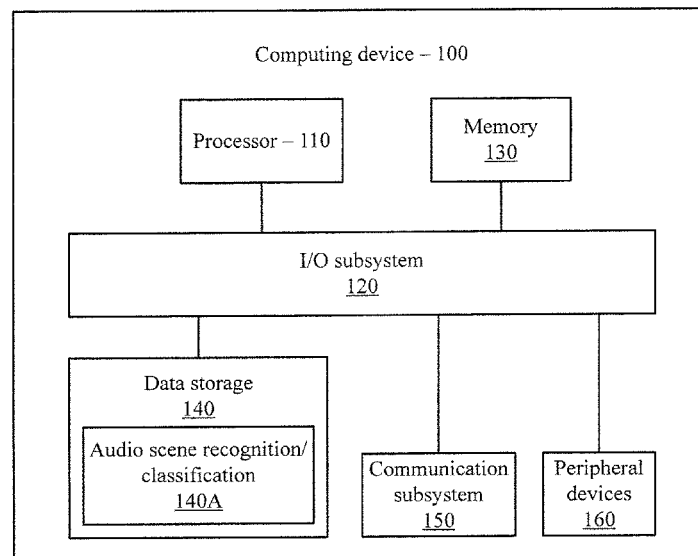 Computing device – 100
Processor – 110
Memory
130
I/O subsystem
120
Data storage
140
Audio scene recognition/
classification
140A
Communication
subsystem
150
Peripheral
devices
160